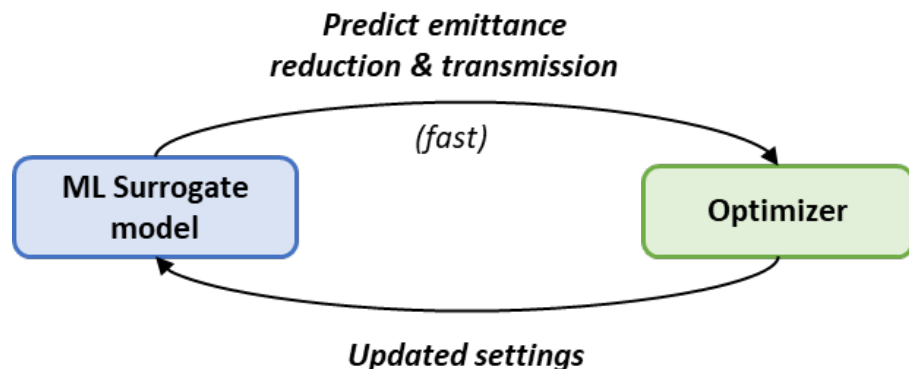 Predict emittance
reduction & transmission
(fast)
ML Surrogate
model
Optimizer
Updated settings